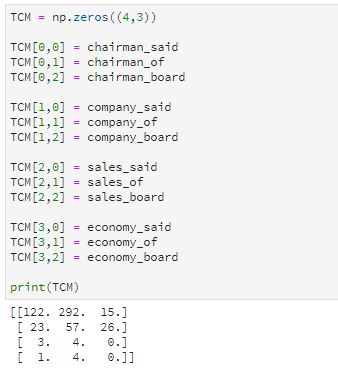 TCM = np.zeros((4,3))
TCM[0,0] = chairman_said
TCM[0,1] = chairman_of
TCM[0,2] = chairman_board
TCM[1,0] = company_said
TCM[1,1] = company_of
TCM[1,2] = company_board
TCM[2,0] = sales_said
TCM[2,1] = sales_of
TCM[2,2] = sales_board
TCM[3,0] = economy_said
TCM[3,1] = economy_of
TCM[3,2] = economy_board
print(TCM)
[[122. 292.  15.]
 [ 23.  57.  26.]
 [  3.   4.   0.]
 [  1.   4.   0.]]